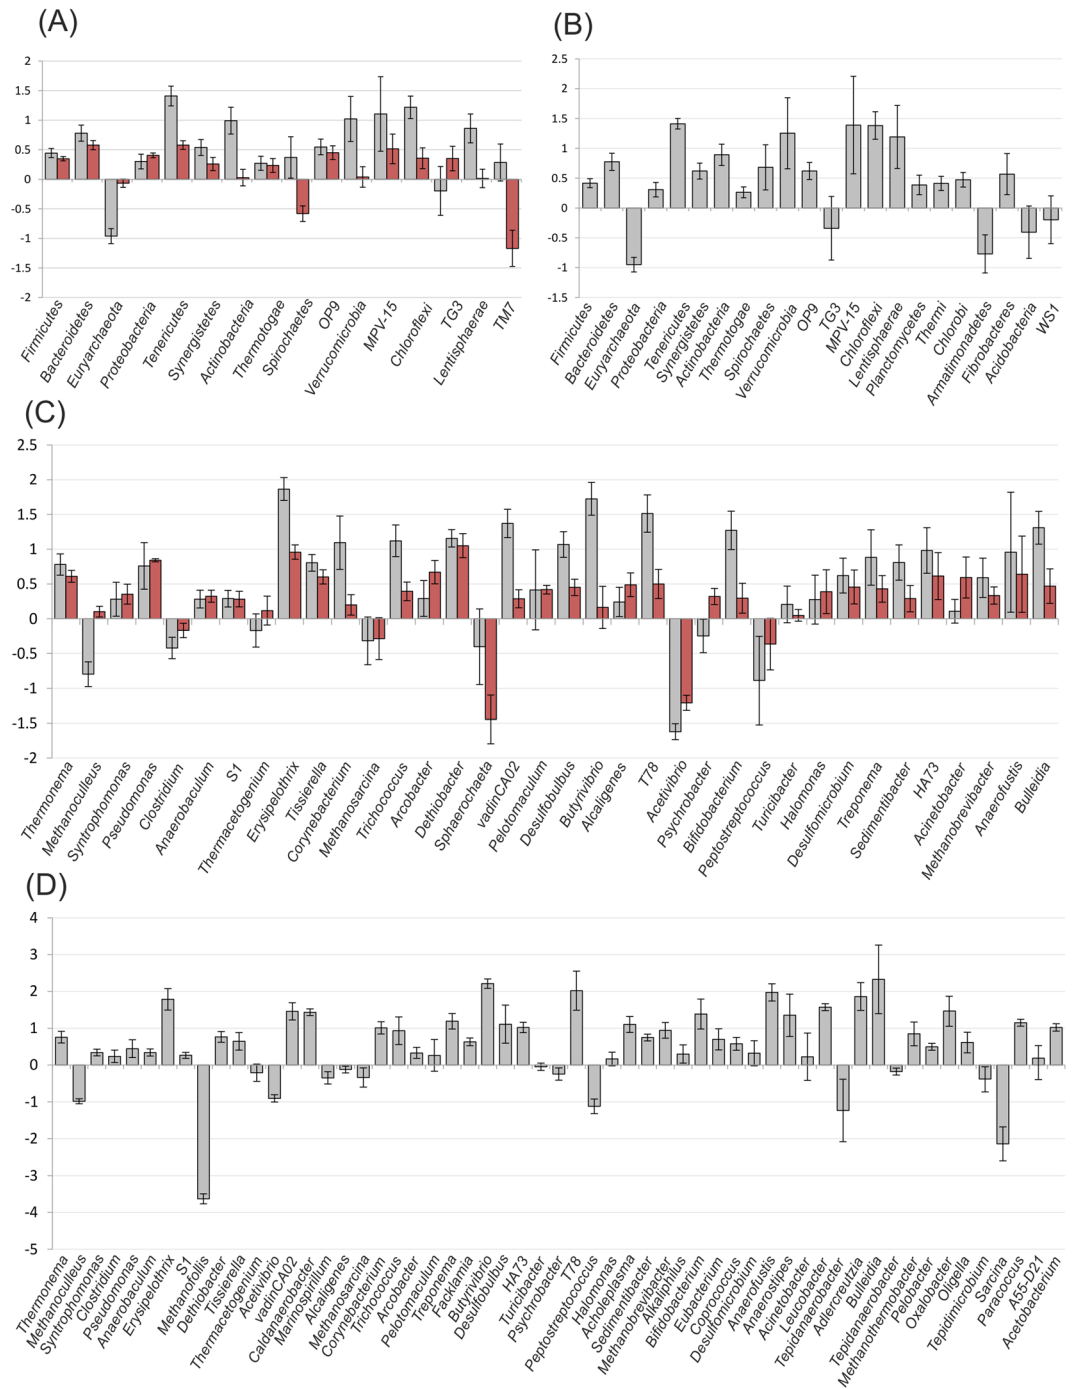 (A)
2
1.5
1
0.5
0
-0.5
-1
-1.5
-2
Firmicutes
Bacteroidetes
Euryarchaeota
Proteobacteria
Tenericutes
Synergistetes
Actinobacteria
Thermotogae
Spirochaetes
OP9
Verrucomicrobia
MPV-15
Chloroflexi
TG3
Lentisphaerae
TM7
(B)
2.5
2
1.5
1
0.5
0
-0.5
-1
-1.5
Firmicutes
Bacteroidetes
Euryarchaeota
Proteobacteria
Tenericutes
Synergistetes
Actinobacteria
Thermotogae
Spirochaetes
Verrucomicrobia
OP9
TG3
MPV-15
Chloroflexi
Lentisphaerae
Planctomycetes
Thermi
Chlorobi
Armatimonadetes
Fibrobacteres
Acidobacteria
WS1
(C)
2.5
2
1.5
1
0.5
0
-0.5
-1
-1.5
-2
Thermonema
Methanoculleus
Syntrophomonas
Pseudomonas
Clostridium
Anaerobaculum
S1
Thermacetogenium
Erysipelothrix
Tissierella
Corynebacterium
Methanosarcina
Trichococcus
Arcobacter
Dethiobacter
Sphaerochaeta
vadinCA02
Pelotomaculum
Desulfobulbus
Butyrivibrio
Alcaligenes
T78
Acetivibrio
Psychrobacter
Bifidobacterium
Peptostreptococcus
Turicibacter
Halomonas
Desulfomicrobium
Treponema
Sedimentibacter
HA73
Acinetobacter
Methanobrevibacter
Anaerofustis
Bulleidia
(D)
4
3
2
1
0
-1
-2
-3
-4
-5
Thermonema
Methanoculleus
Syntrophomonas
Clostridium
Pseudomonas
Anaerobaculum
Erysipelothrix
S1
Methanofollis
Dethiobacter
Tissierella
Thermacetogenium
Acetivibrio
vadinCA02
Caldanaerobacter
Marinospirillum
Alcaligenes
Methanosarcina
Corynebacterium
Trichococcus
Arcobacter
Pelotomaculum
Treponema
Facklamia
Butyrivibrio
Desulfobulbus
HA73
Turicibacter
Psychrobacter
T78
Peptostreptococcus
Halomonas
Acholeplasma
Sedimentibacter
Methanobrevibacter
Alkaliphilus
Bifidobacterium
Eubacterium
Coprococcus
Desulfomicrobium
Anaerofustis
Anaerostipes
Acinetobacter
Leucobacter
Tepidanaerobacter
Adlercreutzia
Bulleidia
Tepidanaerobacter
Methanothermobacter
Pelobacter
Oxalobacter
Oligella
Tepidimicrobium
Sarcina
Paracoccus
A55-D21
Acetobacterium